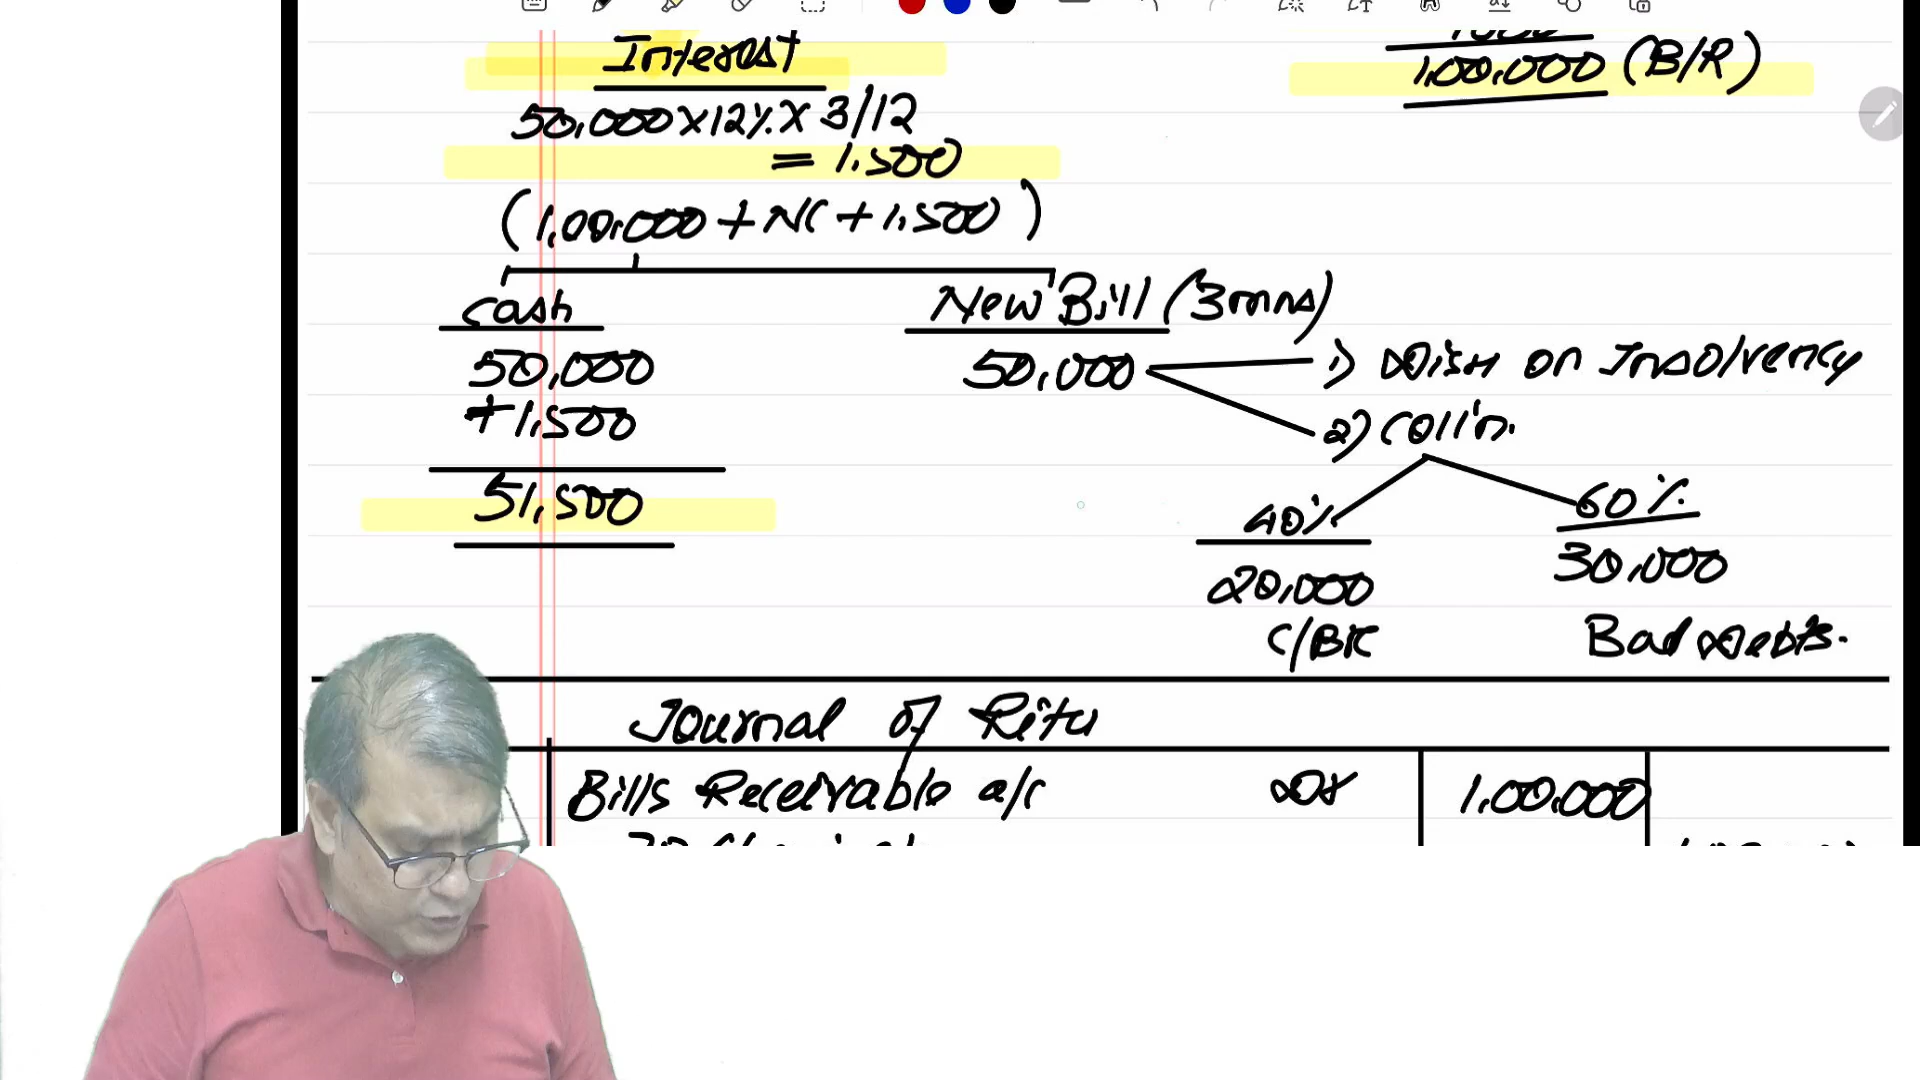 Interest
1,00,000 (B/R)
50,000 x 12% x 3/12
= 1,500
(1,00,000 + NC + 1,500)
Cash
New Bill (3mns)
50,000
50,000
1) Dish on Insolvency
+1,500
2) Coll'n.
51,500
40%
60%
20,000
30,000
C/BK
Bad Debts.
Journal of Ritu
Bills Receivable a/c Dr 1,00,000